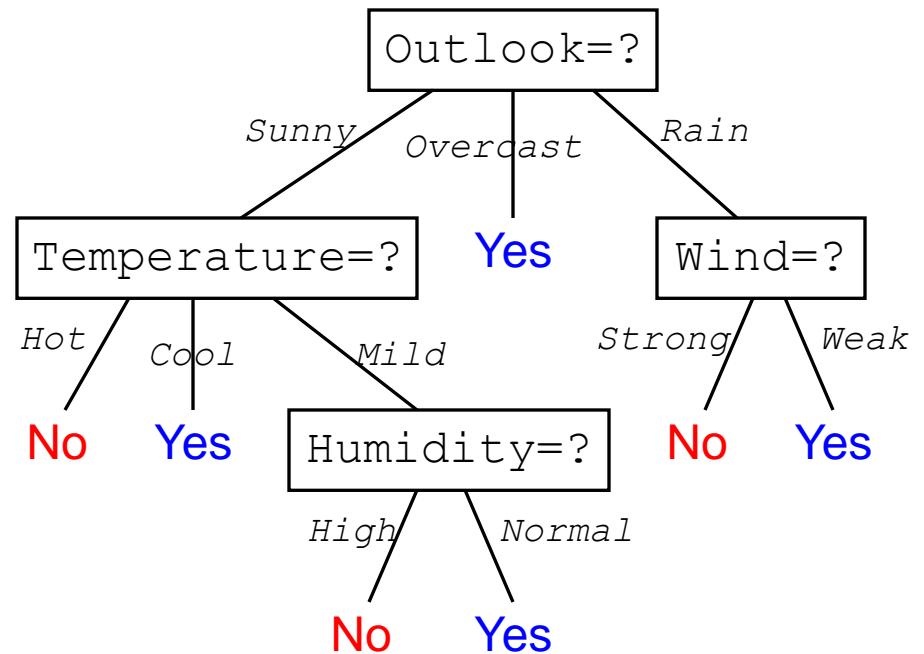 Outlook=?
Sunny
Overcast
Rain
Temperature=?
Yes
Wind=?
Hot
Cool
Mild
Strong
Weak
No
Yes
Humidity=?
No
Yes
High
Normal
No
Yes